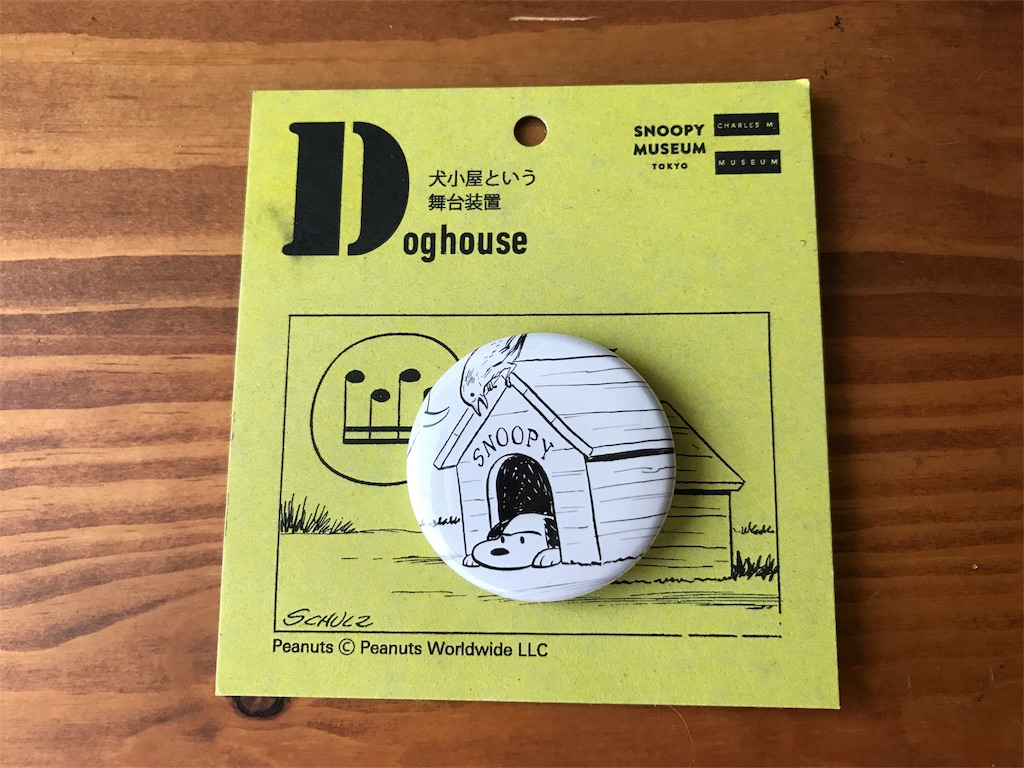 Doghouse
犬小屋という
舞台装置
SNOOPY
MUSEUM
TOKYO
CHARLES M.
MUSEUM
SNOOPY
SCHULZ
Peanuts © Peanuts Worldwide LLC